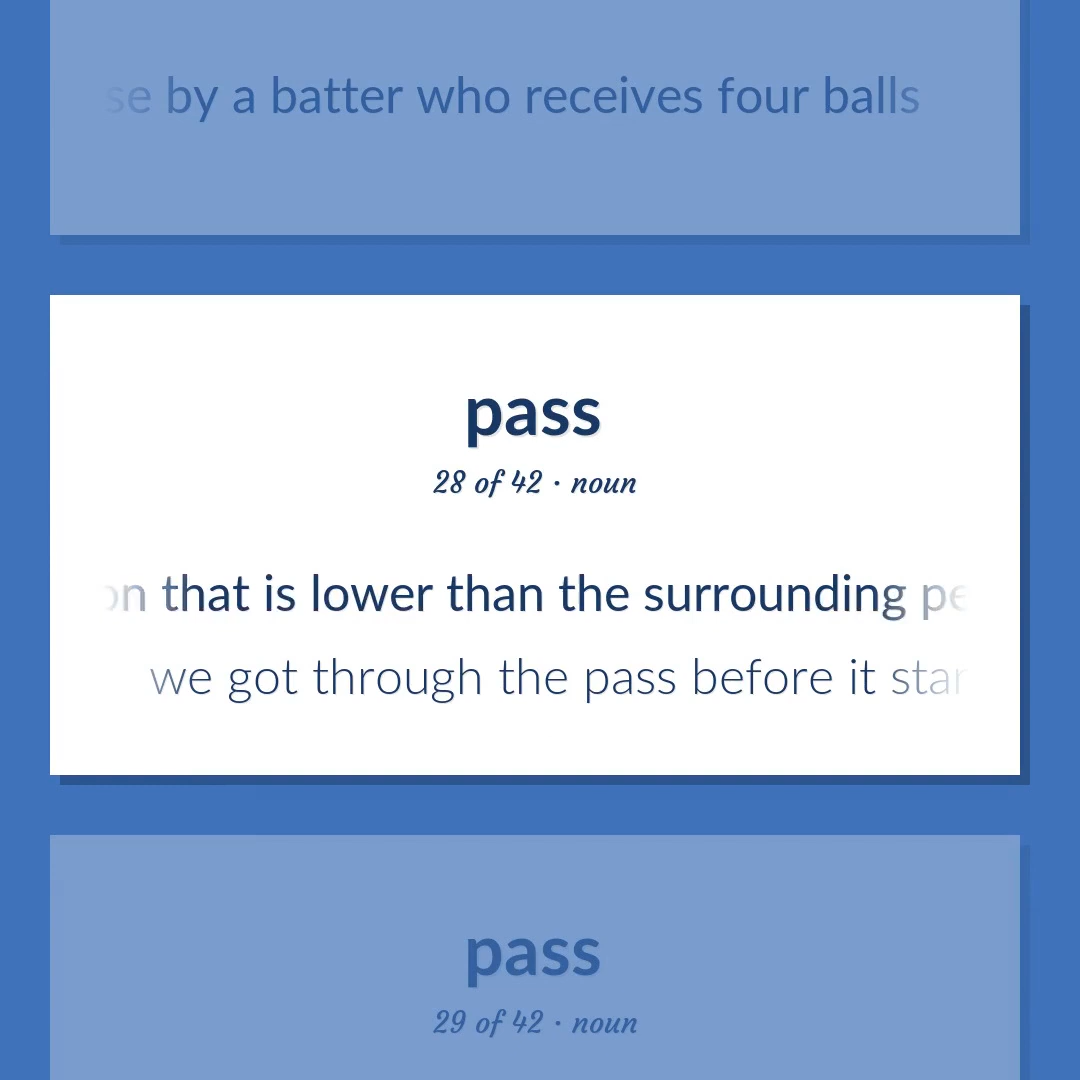 by a batter who receives four balls
pass
28 of 42 · noun
that is lower than the surrounding
we got through the pass before it
pass
29 of 42 · noun